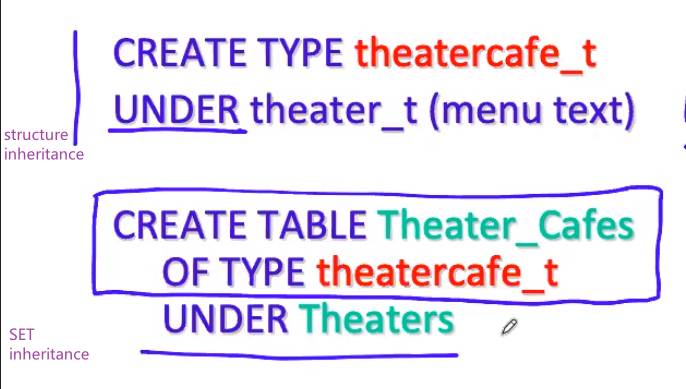 CREATE TYPE theatercafe_t
UNDER theater_t (menu text)
structure
inheritance
CREATE TABLE Theater_Cafes
OF TYPE theatercafe_t
UNDER Theaters
SET
inheritance